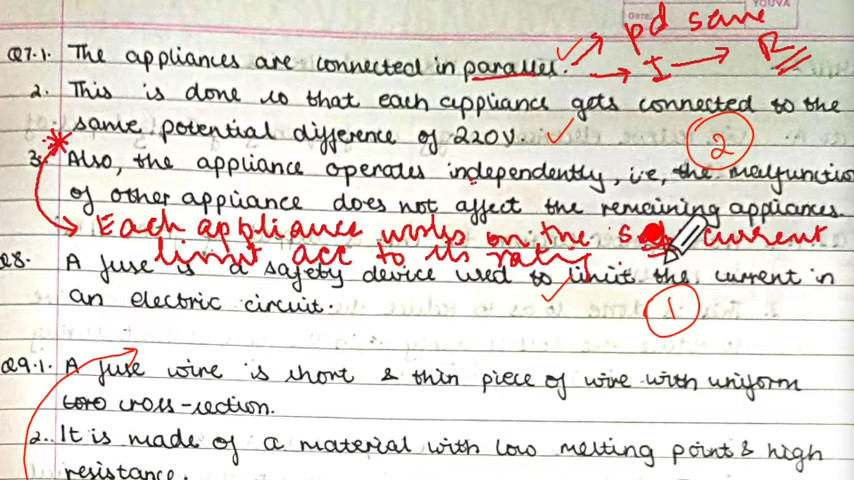 YOUVA
Date:
pd same
→ I → R
Q7.1. The appliances are connected in parallel.
2. This is done so that each appliance gets connected to the
same potential difference of 220V
2
3. Also, the appliance operates independently, i.e, the malfunctio
of other appliance does not affect the remaining appliances.
Each appliance works on the current
limit acc to its rating
Q8. A fuse is a safety device used to limit the current in
an electric circuit.
1
Q9.1. A fuse wire is short & thin piece of wire with uniform
cross-section.
2. It is made of a material with low melting point & high
resistance.